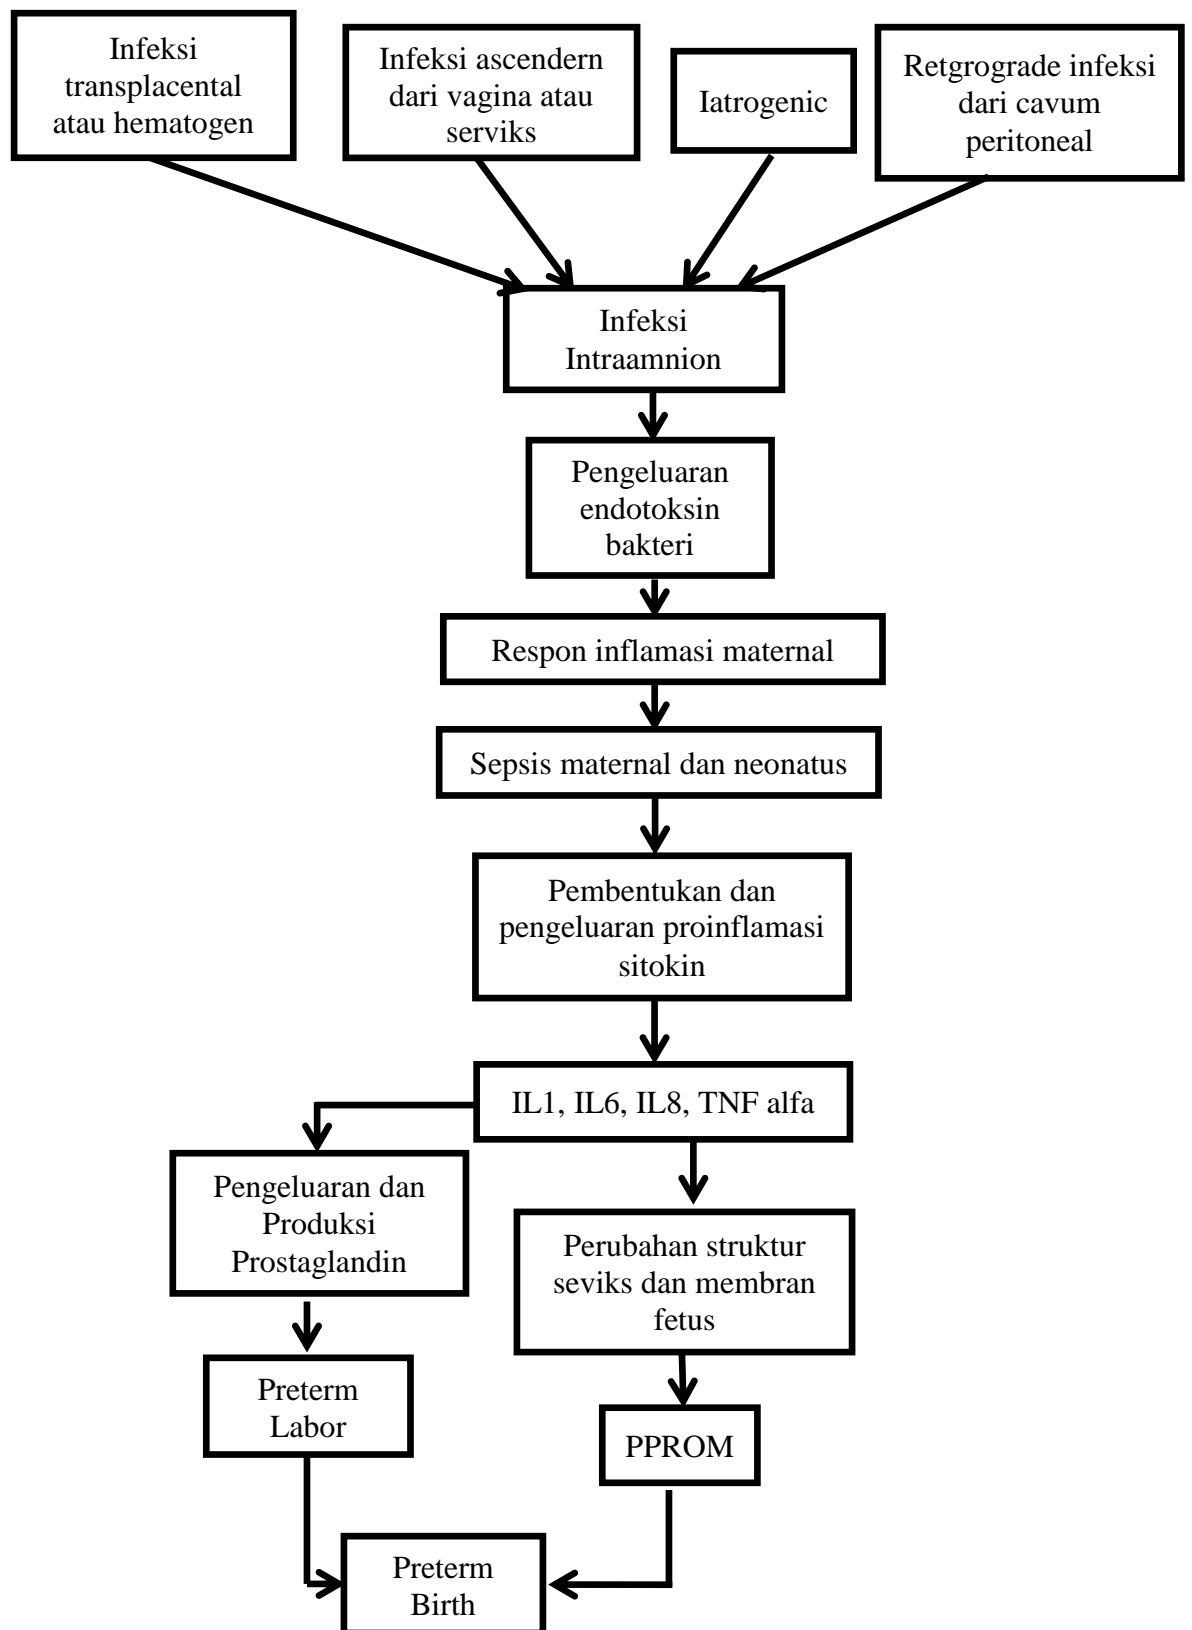 Infeksi
transplacental
atau hematogen
Infeksi ascendern
dari vagina atau
serviks
Iatrogenic
Retgrograde infeksi
dari cavum
peritoneal
Infeksi
Intraamnion
Pengeluaran
endotoksin
bakteri
Respon inflamasi maternal
Sepsis maternal dan neonatus
Pembentukan dan
pengeluaran proinflamasi
sitokin
IL1, IL6, IL8, TNF alfa
Pengeluaran dan
Produksi
Prostaglandin
Perubahan struktur
seviks dan membran
fetus
Preterm
Labor
PPROM
Preterm
Birth